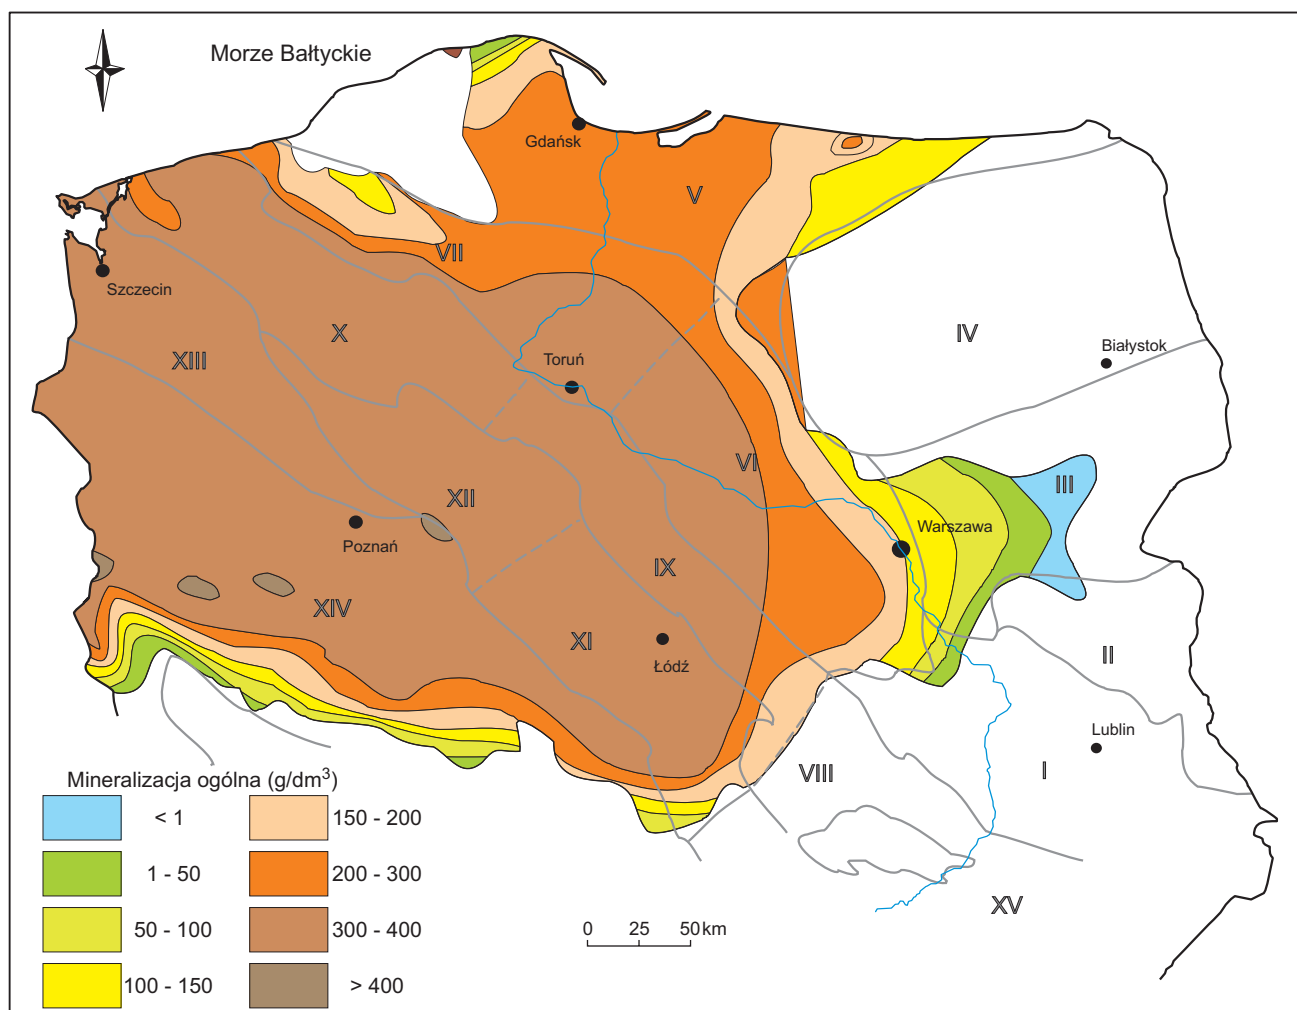 Morze Bałtyckie
Gdańsk
V
VII
Szczecin
X
IV
Białystok
XIII
Toruń
VI
XII
III
Poznań
Warszawa
IX
XIV
XI
Łódź
II
Lublin
VIII
I
XV
Mineralizacja ogólna (g/dm³)
< 1
150 - 200
1 - 50
200 - 300
50 - 100
300 - 400
100 - 150
> 400
0 25 50 km